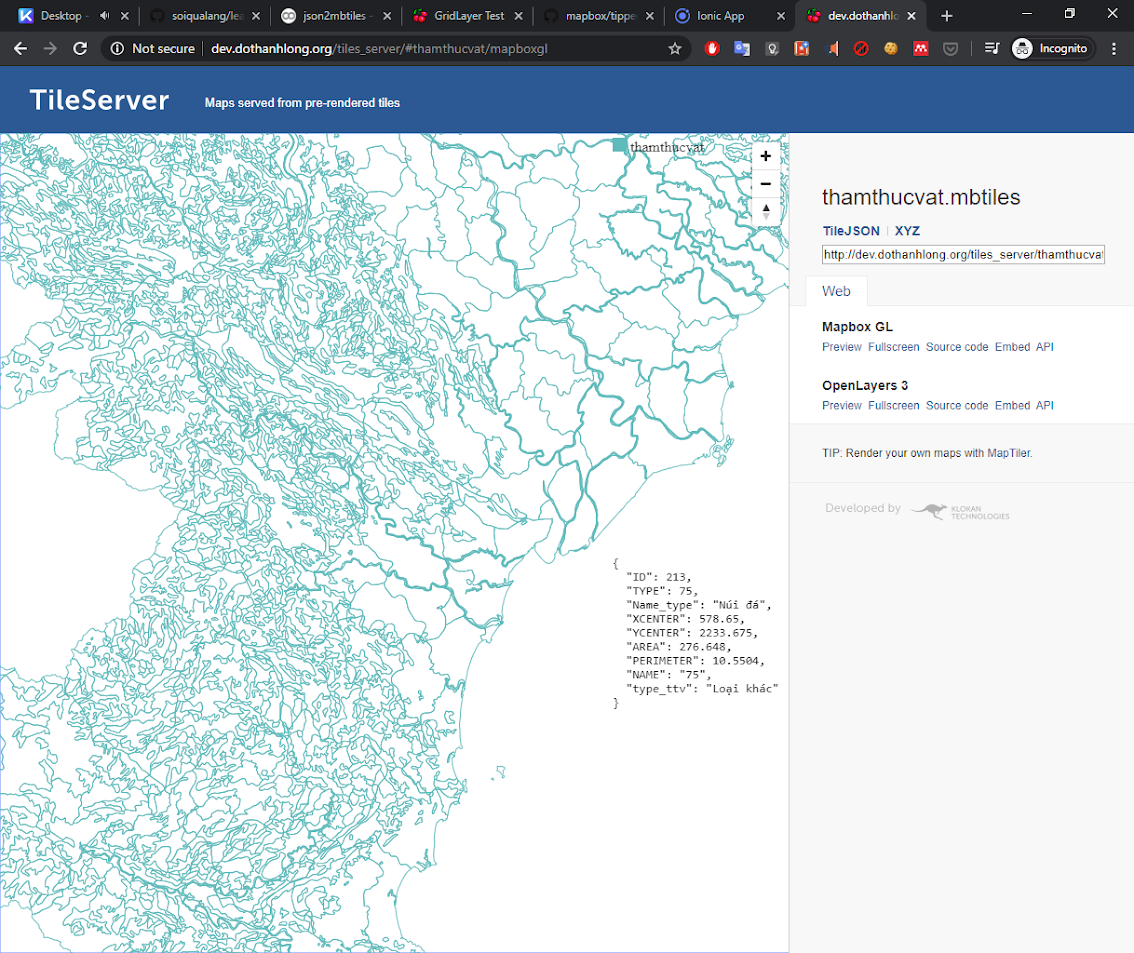 Desktop -
soiqualang/lea
json2mbtiles -
GridLayer Test
mapbox/tippe
Ionic App
dev.dothanhlo
Not secure
dev.dothanhlong.org/tiles_server/#thamthucvat/mapboxgl
Incognito
TileServer
Maps served from pre-rendered tiles
thamthucvat
thamthucvat.mbtiles
TileJSON | XYZ
http://dev.dothanhlong.org/tiles_server/thamthucvat
Web
Mapbox GL
Preview Fullscreen Source code Embed API
OpenLayers 3
Preview Fullscreen Source code Embed API
TIP: Render your own maps with MapTiler.
Developed by KLOKAN TECHNOLOGIES
{
"ID": 213,
"TYPE": 75,
"Name_type": "Núi đá",
"XCENTER": 578.65,
"YCENTER": 2233.675,
"AREA": 276.648,
"PERIMETER": 10.5504,
"NAME": "75",
"type_ttv": "Loại khác"
}